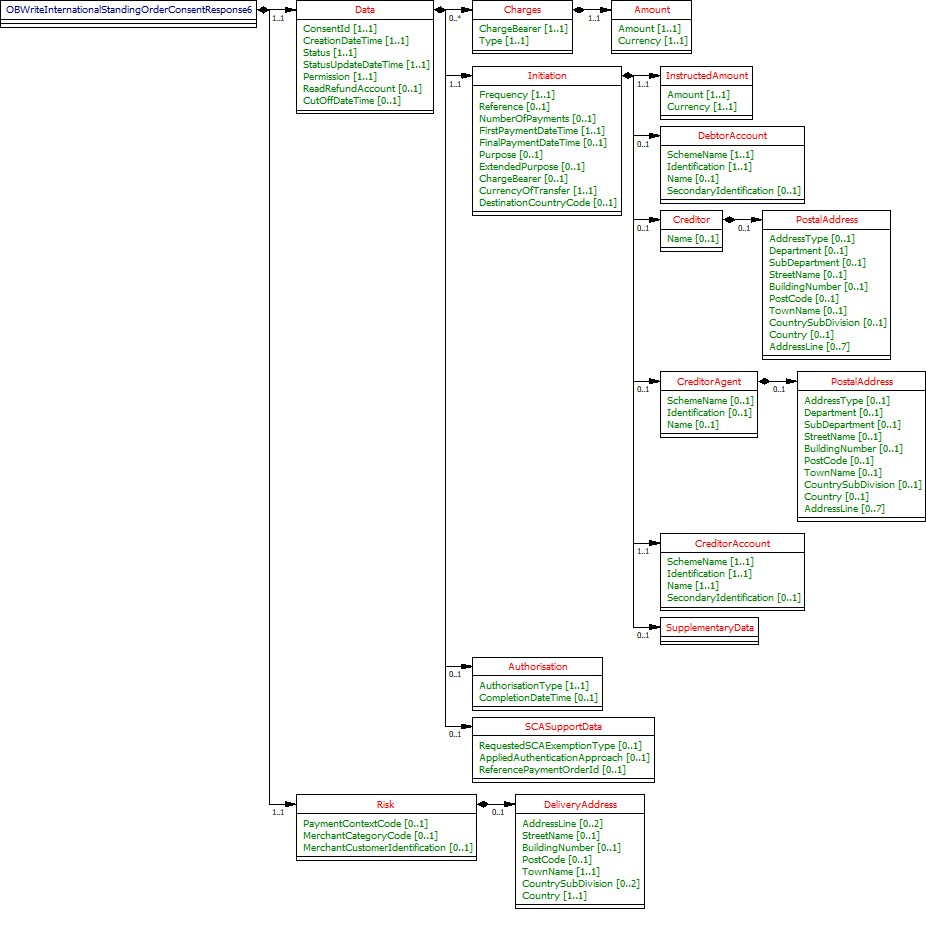 OBWriteInternationalStandingOrderConsentResponse6
1..1
Data
ConsentId [1..1]
CreationDateTime [1..1]
Status [1..1]
StatusUpdateDateTime [1..1]
Permission [1..1]
ReadRefundAccount [0..1]
CutOffDateTime [0..1]
0..*
Charges
ChargeBearer [1..1]
Type [1..1]
1..1
Amount
Amount [1..1]
Currency [1..1]
1..1
Initiation
Frequency [1..1]
Reference [0..1]
NumberOfPayments [0..1]
FirstPaymentDateTime [1..1]
FinalPaymentDateTime [0..1]
Purpose [0..1]
ExtendedPurpose [0..1]
ChargeBearer [0..1]
CurrencyOfTransfer [1..1]
DestinationCountryCode [0..1]
1..1
InstructedAmount
Amount [1..1]
Currency [1..1]
0..1
DebtorAccount
SchemeName [1..1]
Identification [1..1]
Name [0..1]
SecondaryIdentification [0..1]
0..1
Creditor
Name [0..1]
0..1
PostalAddress
AddressType [0..1]
Department [0..1]
SubDepartment [0..1]
StreetName [0..1]
BuildingNumber [0..1]
PostCode [0..1]
TownName [0..1]
CountrySubDivision [0..1]
Country [0..1]
AddressLine [0..7]
0..1
CreditorAgent
SchemeName [0..1]
Identification [0..1]
Name [0..1]
0..1
PostalAddress
AddressType [0..1]
Department [0..1]
SubDepartment [0..1]
StreetName [0..1]
BuildingNumber [0..1]
PostCode [0..1]
TownName [0..1]
CountrySubDivision [0..1]
Country [0..1]
AddressLine [0..7]
1..1
CreditorAccount
SchemeName [1..1]
Identification [1..1]
Name [1..1]
SecondaryIdentification [0..1]
0..1
SupplementaryData
0..1
Authorisation
AuthorisationType [1..1]
CompletionDateTime [0..1]
0..1
SCASupportData
RequestedSCAExemptionType [0..1]
AppliedAuthenticationApproach [0..1]
ReferencePaymentOrderId [0..1]
1..1
Risk
PaymentContextCode [0..1]
MerchantCategoryCode [0..1]
MerchantCustomerIdentification [0..1]
0..1
DeliveryAddress
AddressLine [0..2]
StreetName [0..1]
BuildingNumber [0..1]
PostCode [0..1]
TownName [1..1]
CountrySubDivision [0..2]
Country [1..1]